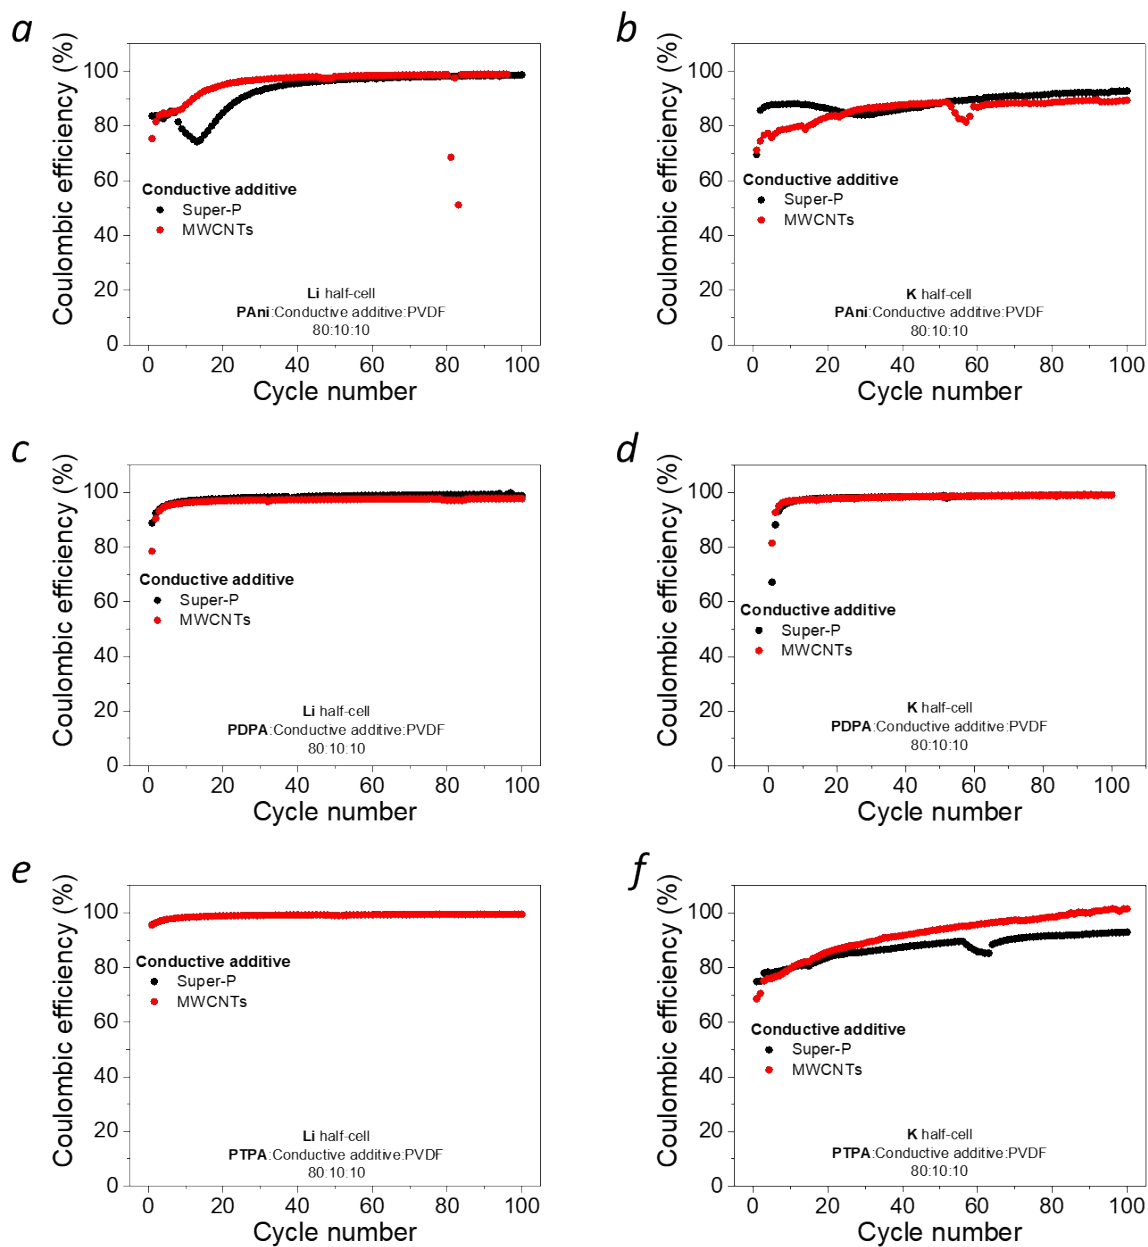 a
Coulombic efficiency (%)
100
80
60
40
20
0
Conductive additive
Super-P
MWCNTs
Li half-cell
PAni:Conductive additive:PVDF
80:10:10
0 20 40 60 80 100
Cycle number
b
Coulombic efficiency (%)
100
80
60
40
20
0
Conductive additive
Super-P
MWCNTs
K half-cell
PAni:Conductive additive:PVDF
80:10:10
0 20 40 60 80 100
Cycle number
c
Coulombic efficiency (%)
100
80
60
40
20
0
Conductive additive
Super-P
MWCNTs
Li half-cell
PDPA:Conductive additive:PVDF
80:10:10
0 20 40 60 80 100
Cycle number
d
Coulombic efficiency (%)
100
80
60
40
20
0
Conductive additive
Super-P
MWCNTs
K half-cell
PDPA:Conductive additive:PVDF
80:10:10
0 20 40 60 80 100
Cycle number
e
Coulombic efficiency (%)
100
80
60
40
20
0
Conductive additive
Super-P
MWCNTs
Li half-cell
PTPA:Conductive additive:PVDF
80:10:10
0 20 40 60 80 100
Cycle number
f
Coulombic efficiency (%)
100
80
60
40
20
0
Conductive additive
Super-P
MWCNTs
K half-cell
PTPA:Conductive additive:PVDF
80:10:10
0 20 40 60 80 100
Cycle number